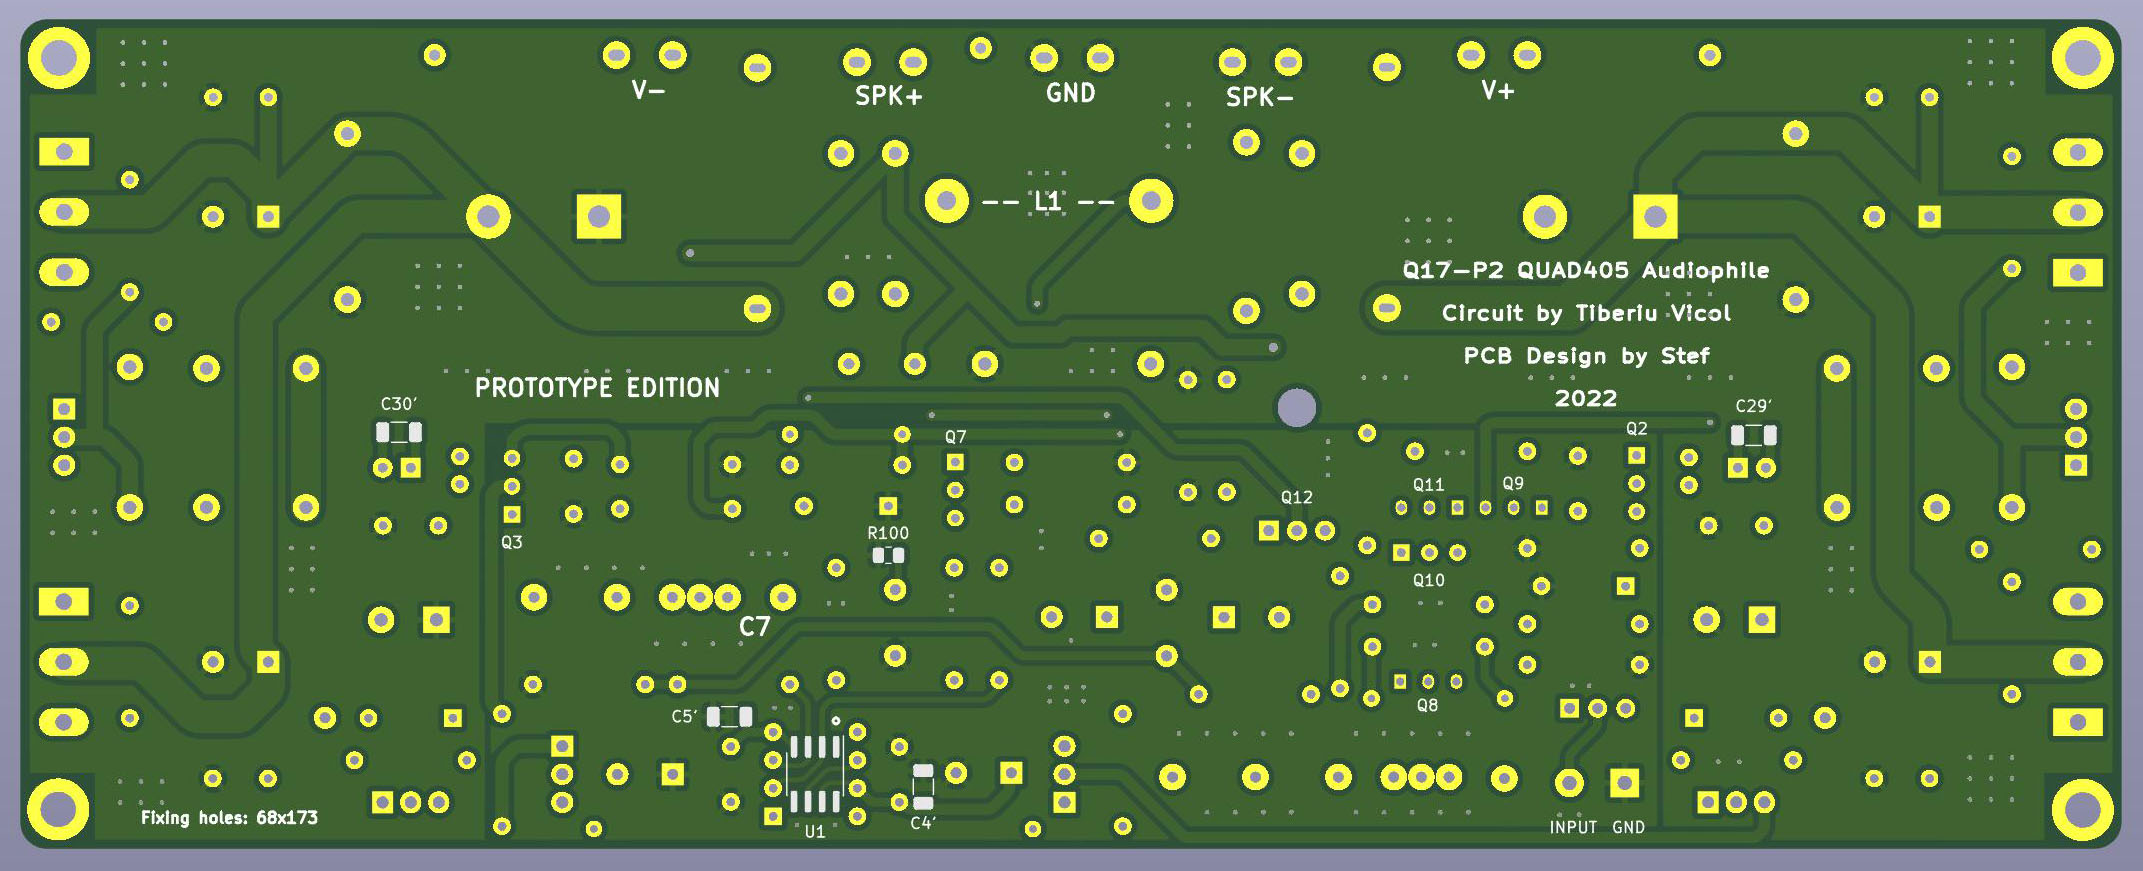 V-
SPK+
GND
SPK-
V+
-- L1 --
Q17-P2 QUAD405 Audiophile
Circuit by Tiberiu Vicol
PCB Design by Stef
2022
PROTOTYPE EDITION
C30'
C29'
Q7
Q2
Q12
Q11
Q9
Q3
R100
Q10
C7
C5'
Q8
U1
C4'
Fixing holes: 68x173
INPUT GND